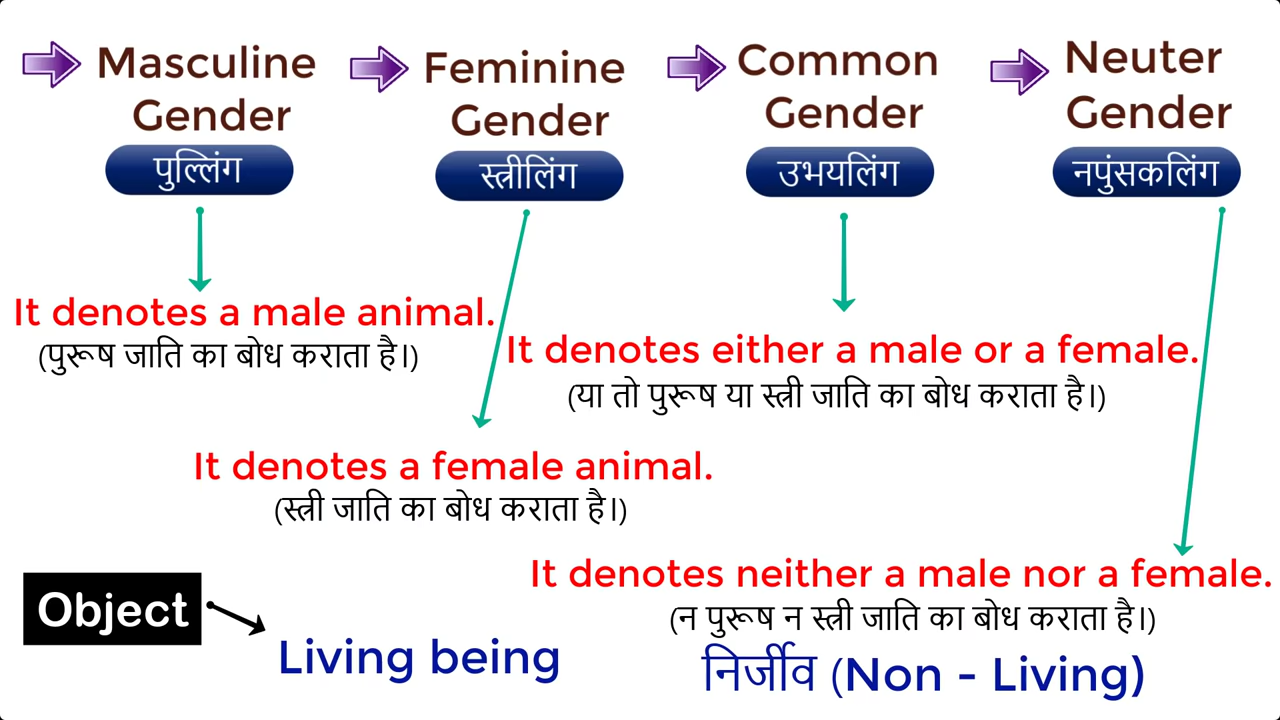 Masculine
Gender
पुल्लिंग
Feminine
Gender
स्त्रीलिंग
Common
Gender
उभयलिंग
Neuter
Gender
नपुंसकलिंग
It denotes a male animal.
(पुरूष जाति का बोध कराता है।)
It denotes either a male or a female.
(या तो पुरूष या स्त्री जाति का बोध कराता है।)
It denotes a female animal.
(स्त्री जाति का बोध कराता है।)
It denotes neither a male nor a female.
(न पुरूष न स्त्री जाति का बोध कराता है।)
Object
Living being
निर्जीव (Non - Living)